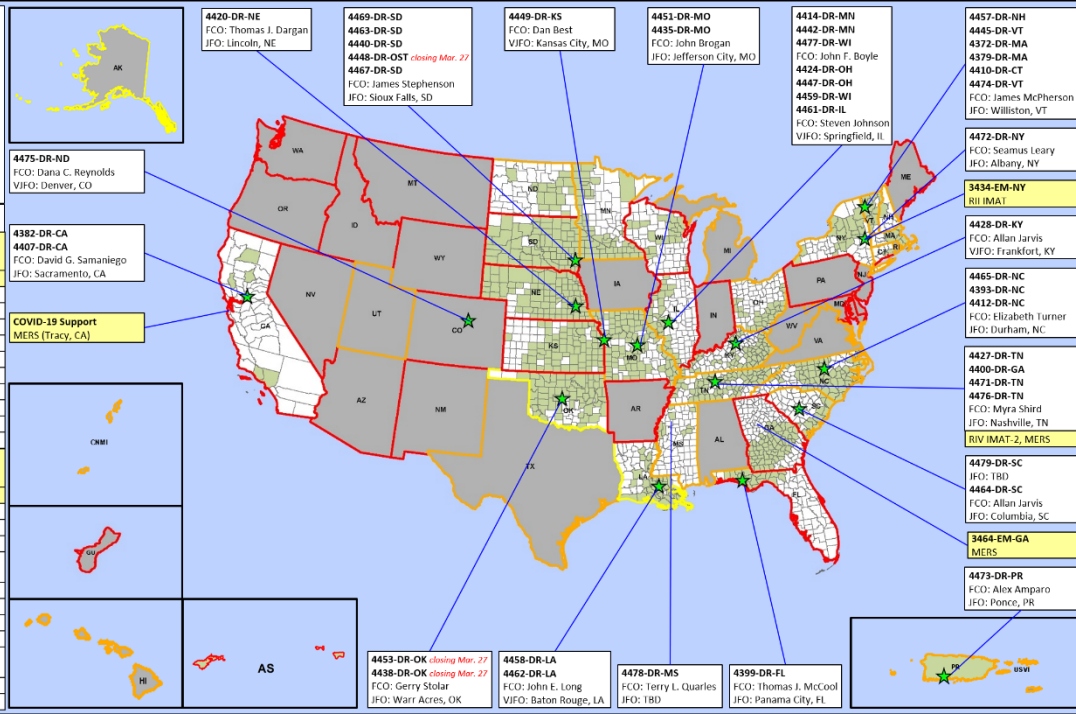 4420-DR-NE
FCO: Thomas J. Dargan
JFO: Lincoln, NE
4469-DR-SD
4463-DR-SD
4440-DR-SD
4448-DR-OST closing Mar. 27
4467-DR-SD
FCO: James Stephenson
JFO: Sioux Falls, SD
4449-DR-KS
FCO: Dan Best
VJFO: Kansas City, MO
4451-DR-MO
4435-DR-MO
FCO: John Brogan
JFO: Jefferson City, MO
4414-DR-MN
4442-DR-MN
4477-DR-WI
FCO: John F. Boyle
4424-DR-OH
4447-DR-OH
4459-DR-WI
4461-DR-IL
FCO: Steven Johnson
VJFO: Springfield, IL
4457-DR-NH
4445-DR-VT
4372-DR-MA
4379-DR-MA
4410-DR-CT
4474-DR-VT
FCO: James McPherson
JFO: Williston, VT
4472-DR-NY
FCO: Seamus Leary
JFO: Albany, NY
3434-EM-NY
RII IMAT
4428-DR-KY
FCO: Allan Jarvis
VJFO: Frankfort, KY
4465-DR-NC
4393-DR-NC
4412-DR-NC
FCO: Elizabeth Turner
JFO: Durham, NC
4427-DR-TN
4400-DR-GA
4471-DR-TN
4476-DR-TN
FCO: Myra Shird
JFO: Nashville, TN
RIV IMAT-2, MERS
4479-DR-SC
JFO: TBD
4464-DR-SC
FCO: Allan Jarvis
JFO: Columbia, SC
3464-EM-GA
MERS
4473-DR-PR
FCO: Alex Amparo
JFO: Ponce, PR
4475-DR-ND
FCO: Dana C. Reynolds
VJFO: Denver, CO
4382-DR-CA
4407-DR-CA
FCO: David G. Samaniego
JFO: Sacramento, CA
COVID-19 Support
MERS (Tracy, CA)
4453-DR-OK closing Mar. 27
4438-DR-OK closing Mar. 27
FCO: Gerry Stolar
JFO: Warr Acres, OK
4458-DR-LA
4462-DR-LA
FCO: John E. Long
VJFO: Baton Rouge, LA
4478-DR-MS
FCO: Terry L. Quarles
JFO: TBD
4399-DR-FL
FCO: Thomas J. McCool
JFO: Panama City, FL
AK
WA
OR
MT
ID
WY
NV
UT
CO
CA
AZ
NM
ND
SD
NE
KS
OK
TX
MN
IA
MO
AR
LA
WI
IL
MI
IN
OH
KY
TN
MS
AL
GA
FL
SC
NC
VA
WV
PA
NY
VT
NH
ME
MA
RI
CT
NJ
MD
CNMI
GU
HI
AS
PR
USVI